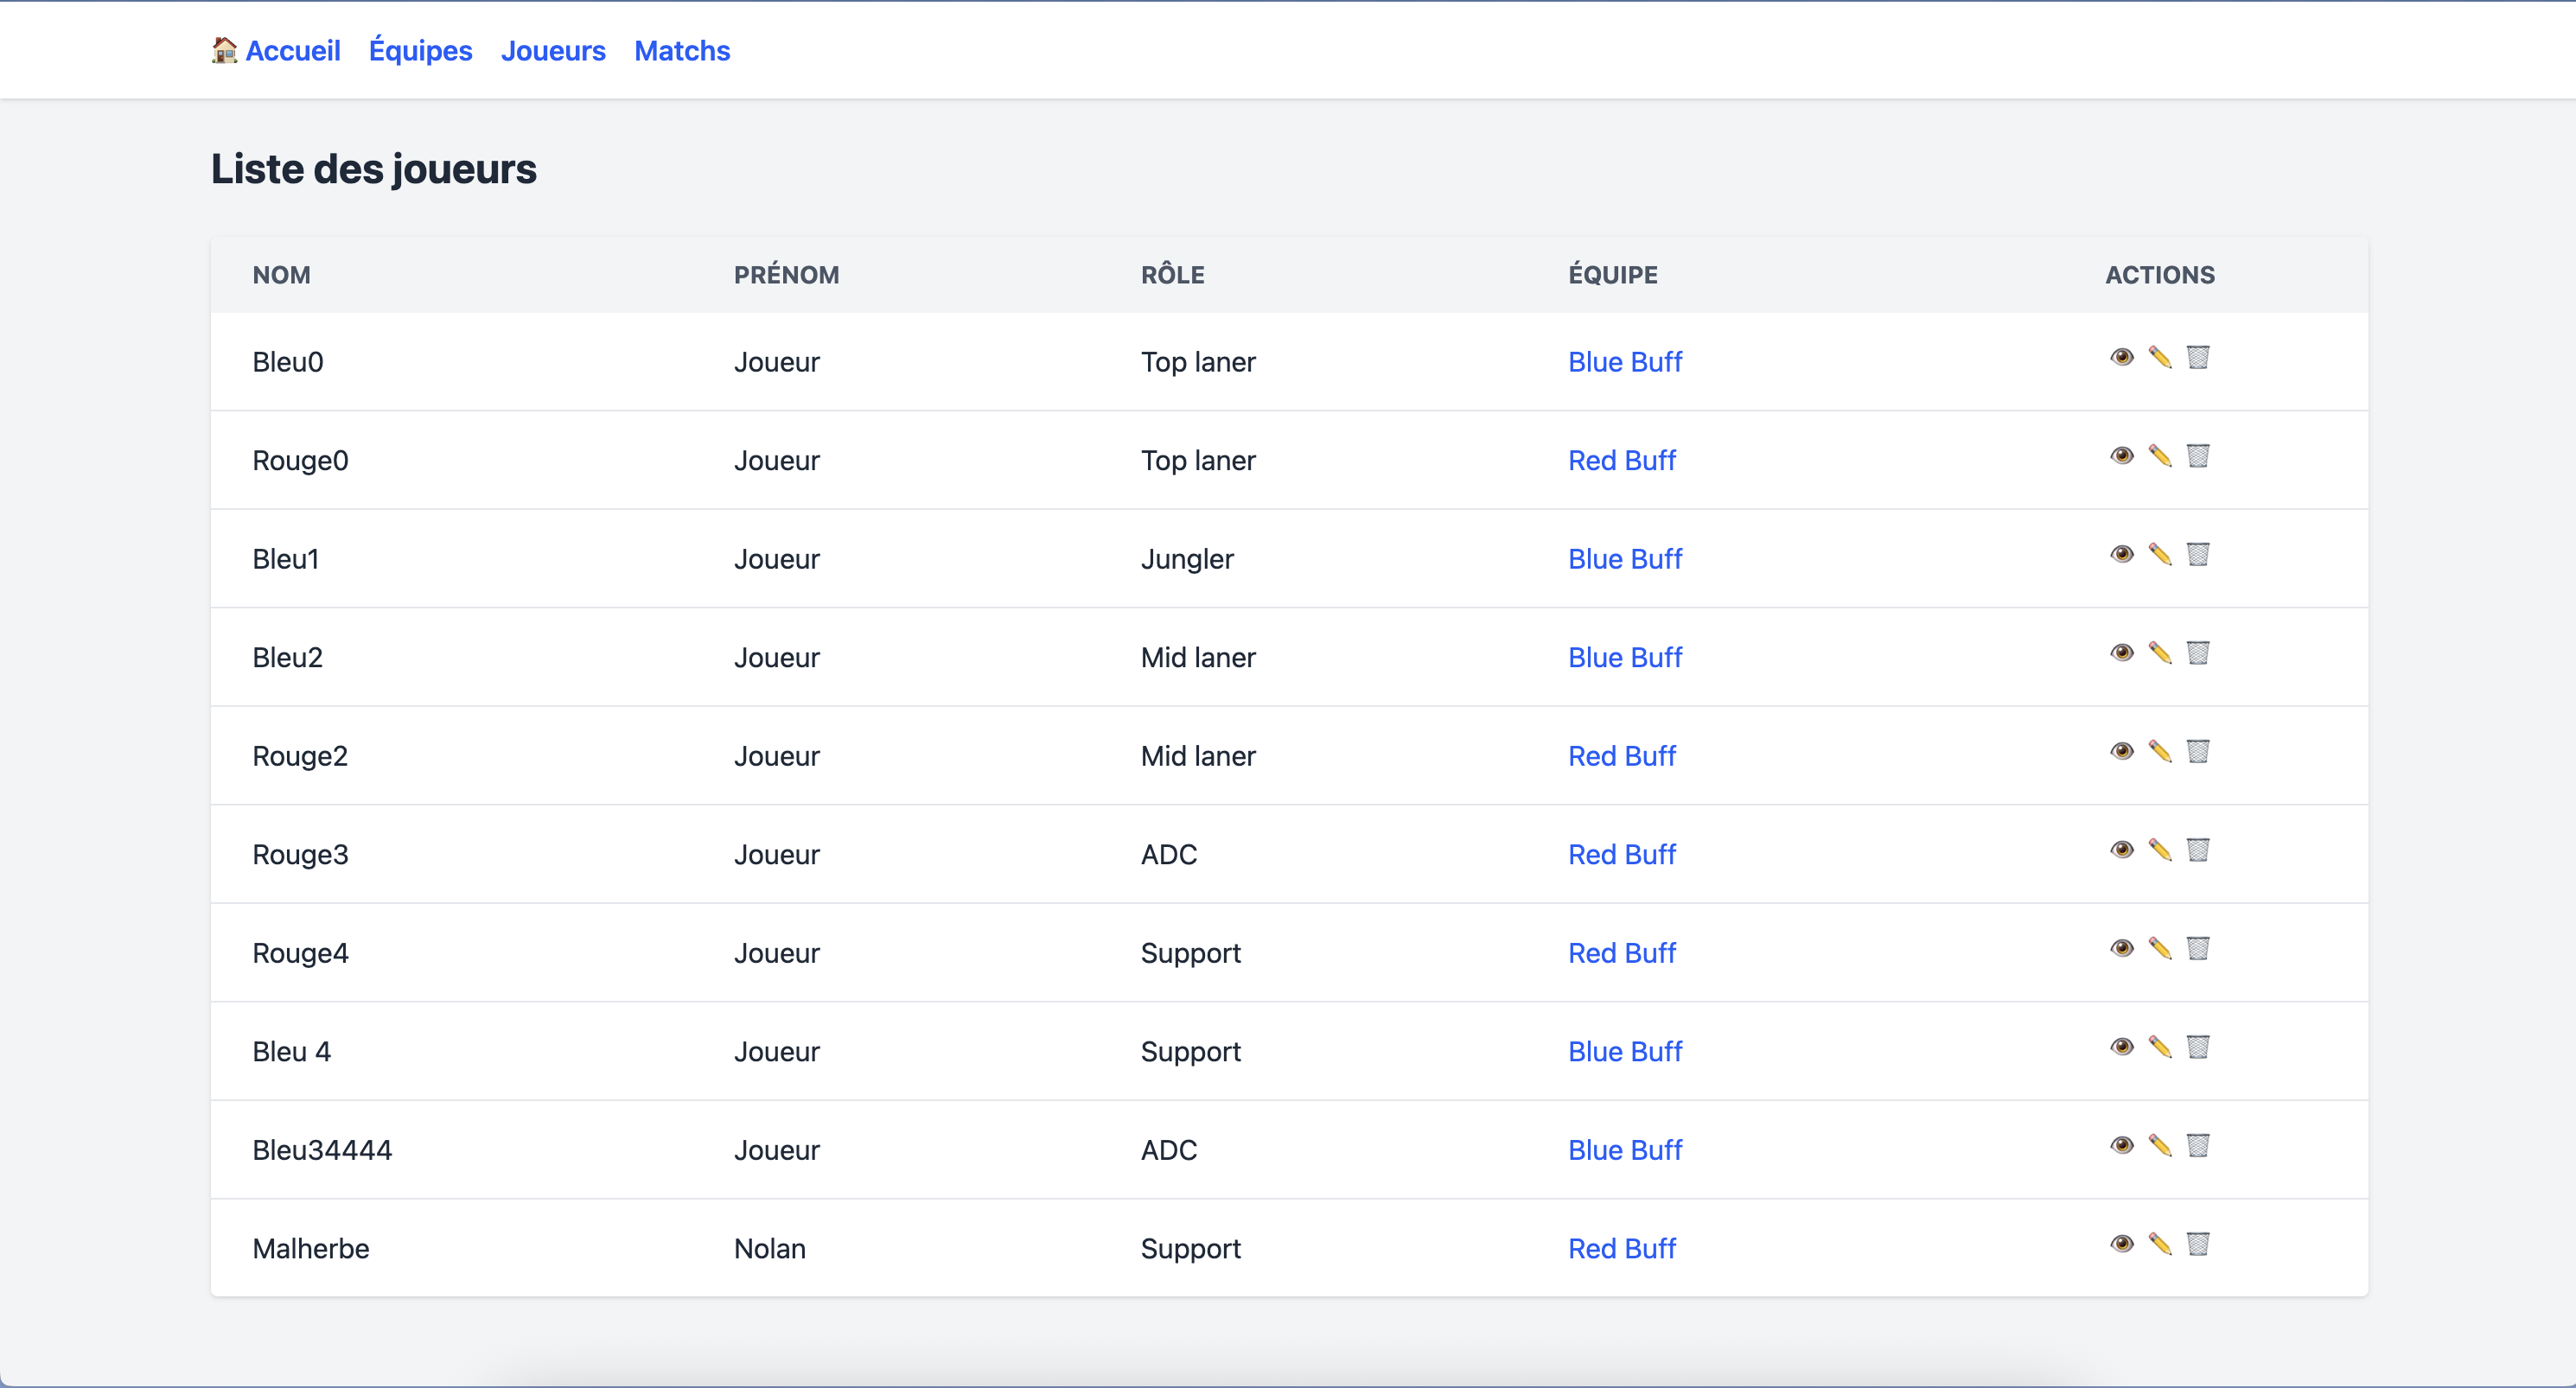 Accueil Équipes Joueurs Matchs
Liste des joueurs
NOM PRÉNOM RÔLE ÉQUIPE ACTIONS
Bleu0 Joueur Top laner Blue Buff
Rouge0 Joueur Top laner Red Buff
Bleu1 Joueur Jungler Blue Buff
Bleu2 Joueur Mid laner Blue Buff
Rouge2 Joueur Mid laner Red Buff
Rouge3 Joueur ADC Red Buff
Rouge4 Joueur Support Red Buff
Bleu 4 Joueur Support Blue Buff
Bleu34444 Joueur ADC Blue Buff
Malherbe Nolan Support Red Buff